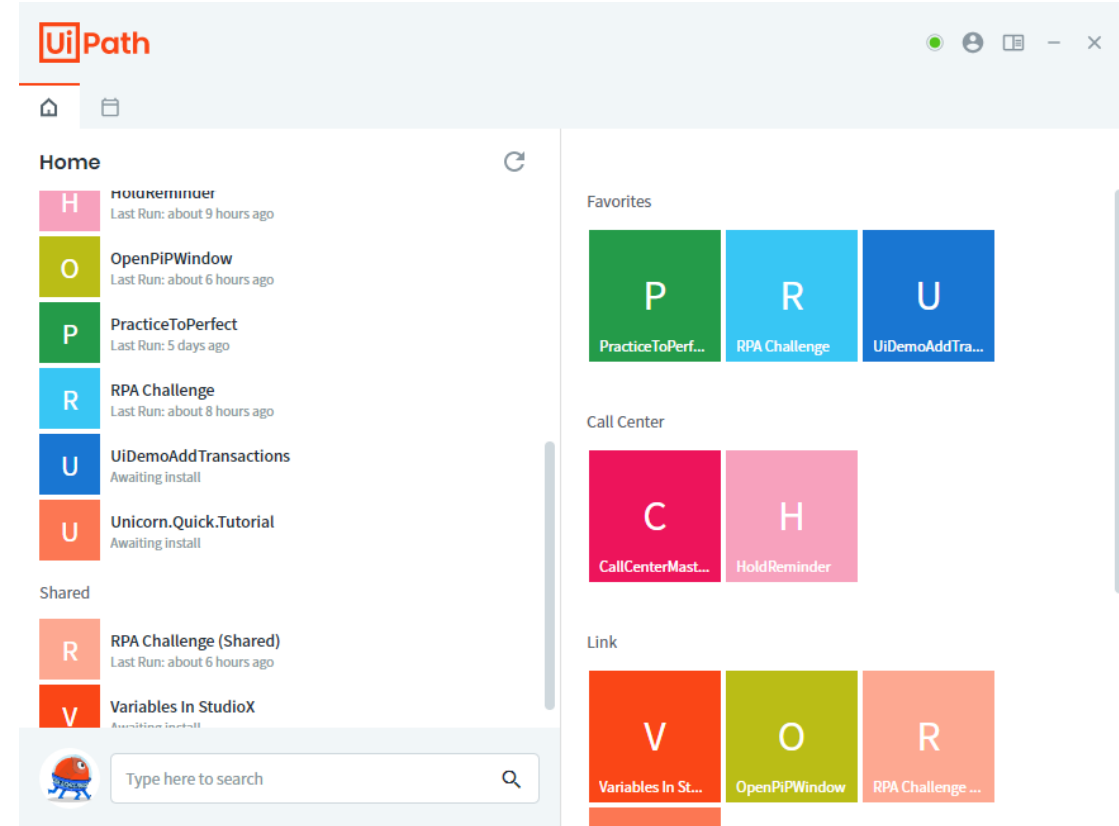 UiPath
Home
H
HoldReminder
Last Run: about 9 hours ago
O
OpenPiPWindow
Last Run: about 6 hours ago
P
PracticeToPerfect
Last Run: 5 days ago
R
RPA Challenge
Last Run: about 8 hours ago
U
UiDemoAddTransactions
Awaiting install
U
Unicorn.Quick.Tutorial
Awaiting install
Shared
R
RPA Challenge (Shared)
Last Run: about 6 hours ago
V
Variables In StudioX
Awaiting install
Type here to search
Favorites
P
PracticeToPerf...
R
RPA Challenge
U
UiDemoAddTra...
Call Center
C
CallCenterMast...
H
HoldReminder
Link
V
Variables In St...
O
OpenPiPWindow
R
RPA Challenge ...